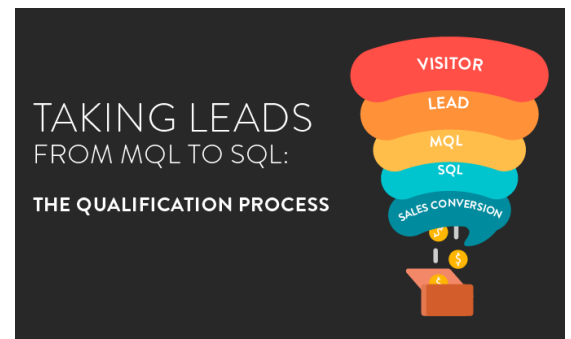 TAKING LEADS
FROM MQL TO SQL:
THE QUALIFICATION PROCESS
VISITOR
LEAD
MQL
SQL
SALES CONVERSION
$
$
$